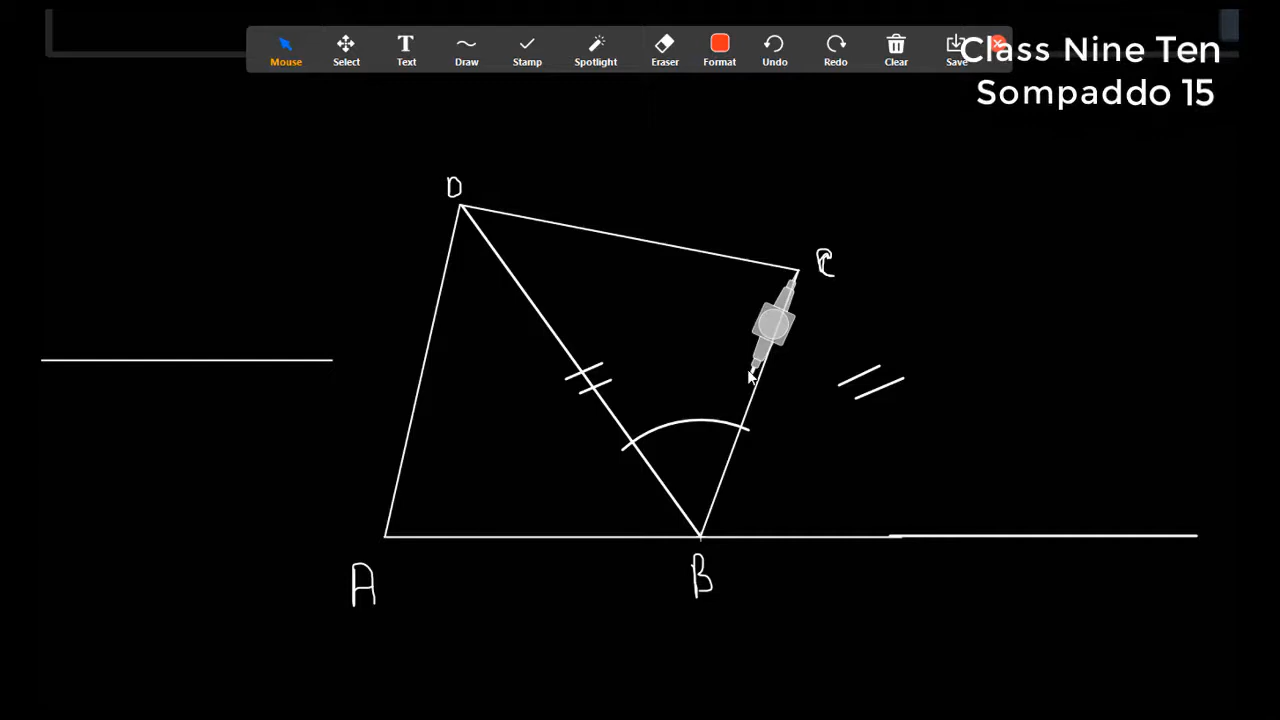 Mouse Select Text Draw Stamp Spotlight Eraser Format Undo Redo Clear Save
Class Nine Ten
Sompaddo 15
D
C
A
B